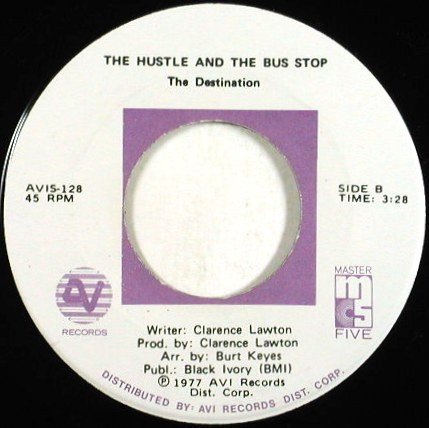 THE HUSTLE AND THE BUS STOP
The Destination
AVIS-128
45 RPM
SIDE B
TIME: 3:28
AV
RECORDS
MASTER
mcs
FIVE
Writer: Clarence Lawton
Prod. by: Clarence Lawton
Arr. by: Burt Keyes
Publ.: Black Ivory (BMI)
Ⓟ 1977 AVI Records
Dist. Corp.
DISTRIBUTED BY: AVI RECORDS DIST. CORP.